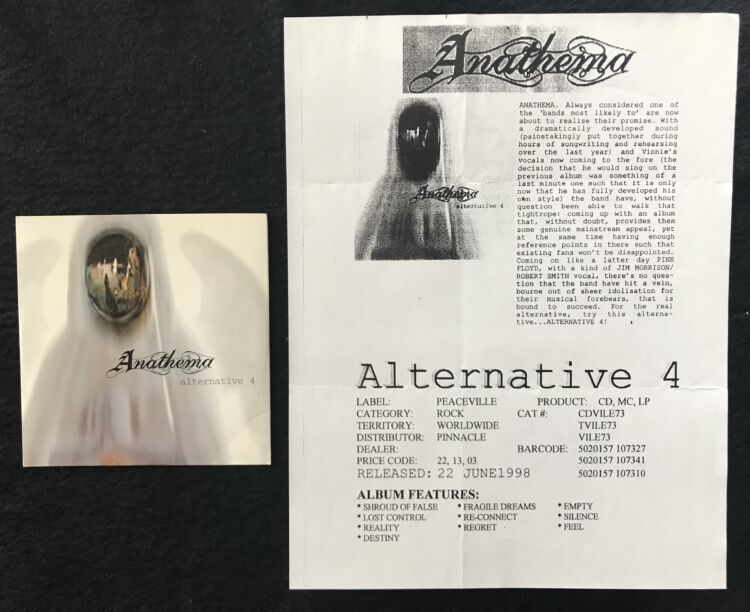 Anathema
alternative 4
Anathema
Anathema
alternative 4
ANATHEMA. Always considered one of
the 'bands most likely to' are now
about to realise their promise. With
a dramatically developed sound
(painstakingly put together during
hours of songwriting and rehearsing
over the last year) and Vinnie's
vocals now coming to the fore (the
decision that he would sing on the
previous album was something of a
last minute one such that it is only
now that he has fully developed his
own style) the band have, without
question been able to walk that
tightrope: coming up with an album
that, without doubt, provides them
some genuine mainstream appeal, yet
at the same time having enough
reference points in there such that
existing fans won't be disappointed.
Coming on like a latter day PINK
FLOYD, with a kind of JIM MORRISON/
ROBERT SMITH vocal, there's no ques-
tion that the band have hit a vein,
bourne out of sheer idolisation for
their musical forebears, that is
bound to succeed. For the real
alternative, try this alterna-
tive...ALTERNATIVE 4!
Alternative 4
LABEL: PEACEVILLE PRODUCT: CD, MC, LP
CATEGORY: ROCK CAT #: CDVILE73
TERRITORY: WORLDWIDE TVILE73
DISTRIBUTOR: PINNACLE VILE73
DEALER: BARCODE: 5020157 107327
PRICE CODE: 22, 13, 03 5020157 107341
RELEASED: 22 JUNE1998 5020157 107310
ALBUM FEATURES:
* SHROUD OF FALSE * FRAGILE DREAMS * EMPTY
* LOST CONTROL * RE-CONNECT * SILENCE
* REALITY * REGRET * FEEL
* DESTINY